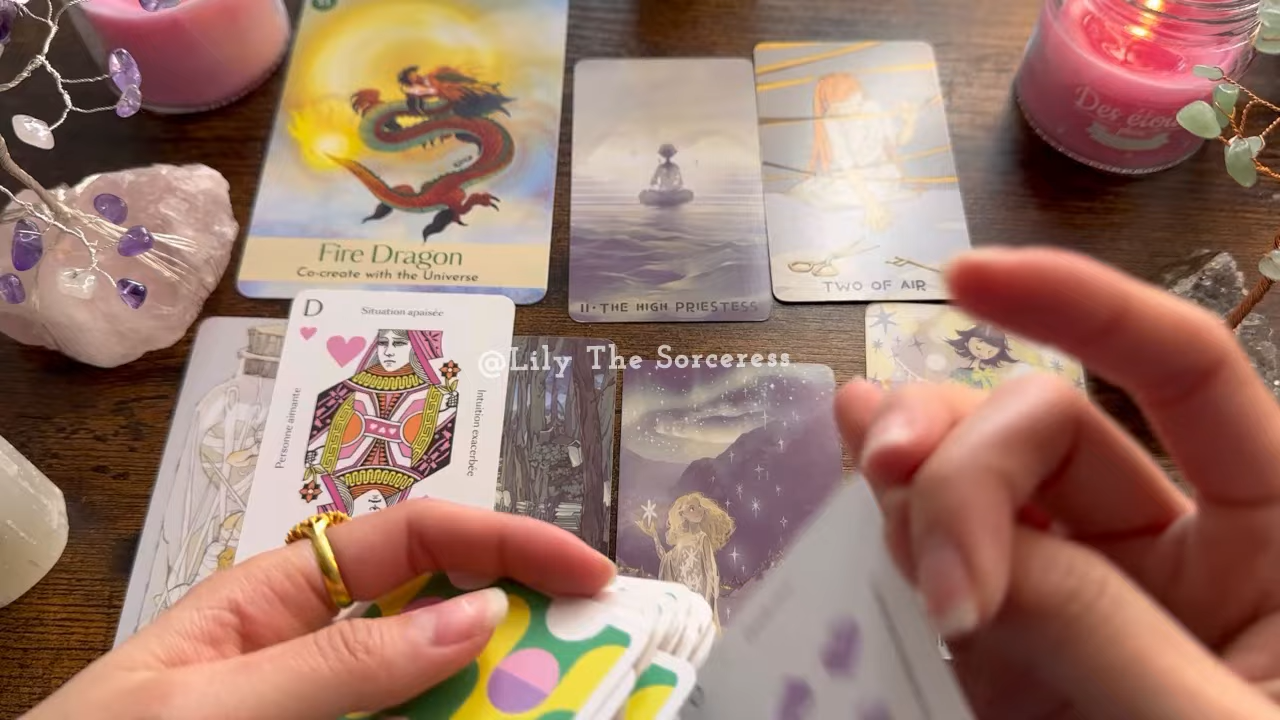 Fire Dragon
Co-create with the Universe
II·THE HIGH PRIESTESS
TWO OF AIR
D
Situation apaisée
Personne aimante
Intuition exacerbée
@Lily The Sorceress